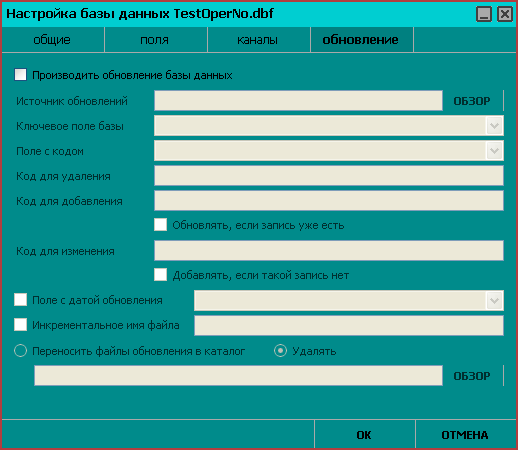 Настройка базы данных TestOperNo.dbf
общие поля каналы обновление
Производить обновление базы данных
Источник обновлений ОБЗОР
Ключевое поле базы
Поле с кодом
Код для удаления
Код для добавления
Обновлять, если запись уже есть
Код для изменения
Добавлять, если такой запись нет
Поле с датой обновления
Инкрементальное имя файла
Переносить файлы обновления в каталог Удалять
ОБЗОР
OK ОТМЕНА